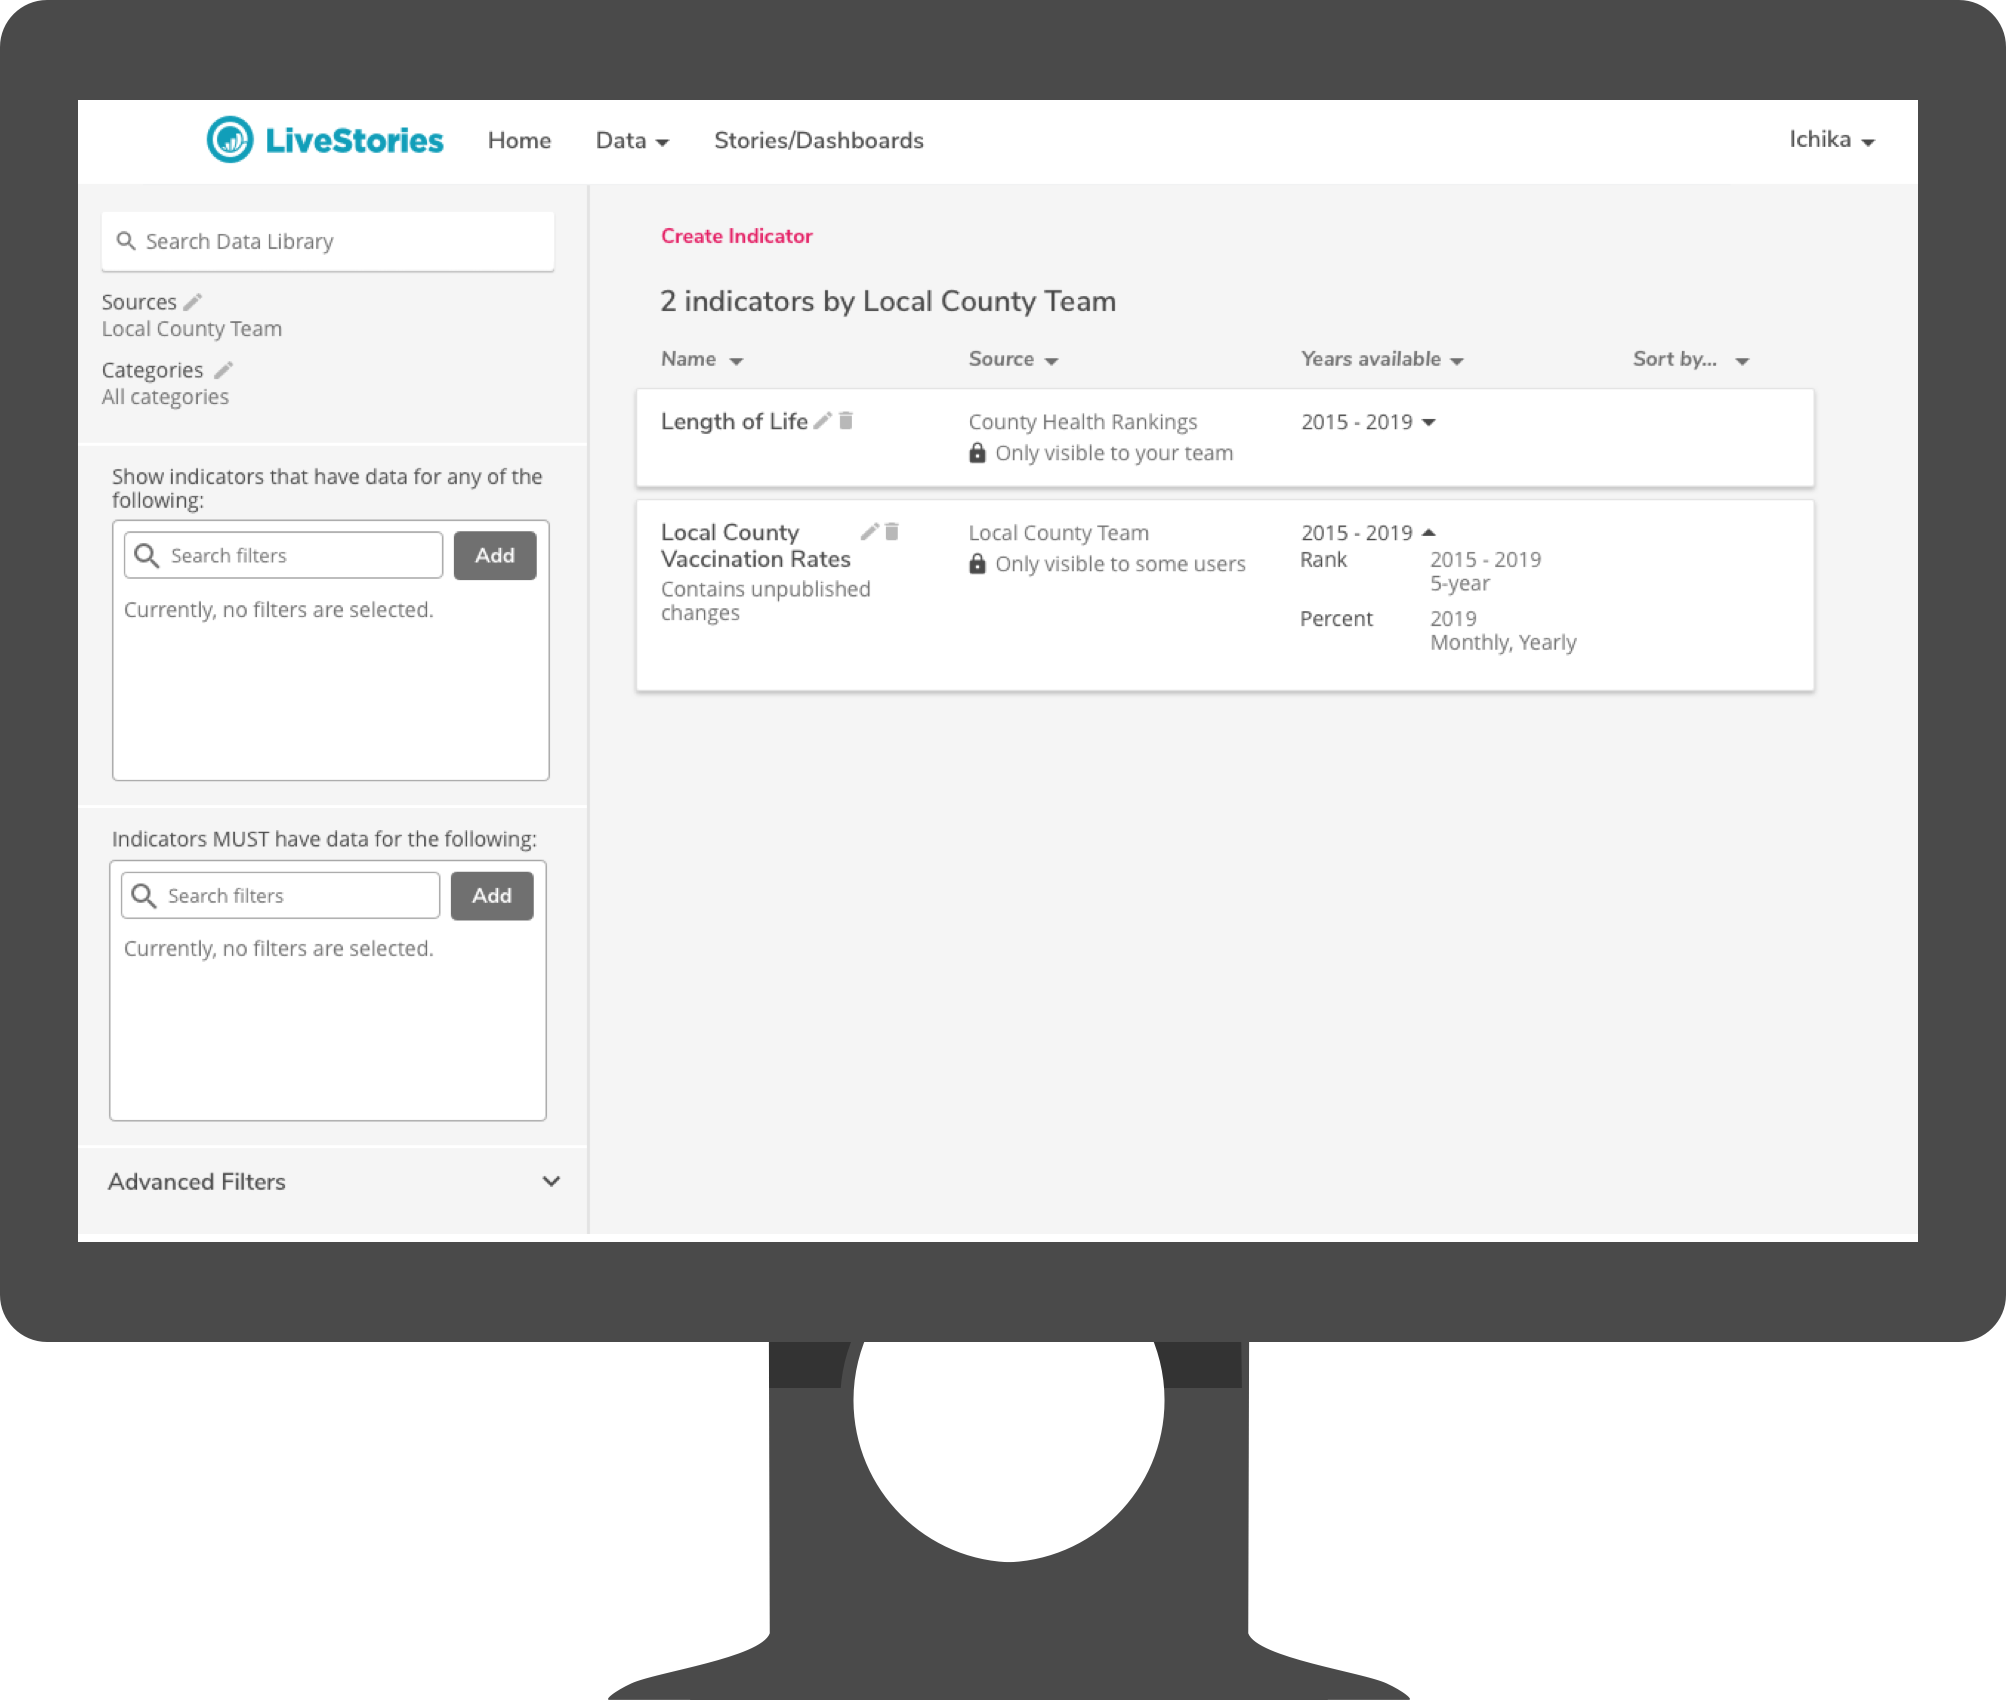 LiveStories Home Data Stories/Dashboards Ichika
Search Data Library
Sources
Local County Team
Categories
All categories
Show indicators that have data for any of the
following:
Search filters Add
Currently, no filters are selected.
Indicators MUST have data for the following:
Search filters Add
Currently, no filters are selected.
Advanced Filters
Create Indicator
2 indicators by Local County Team
Name Source Years available Sort by...
Length of Life County Health Rankings 2015 - 2019
Only visible to your team
Local County Local County Team 2015 - 2019
Vaccination Rates Only visible to some users Rank 2015 - 2019
Contains unpublished 5-year
changes Percent 2019
Monthly, Yearly